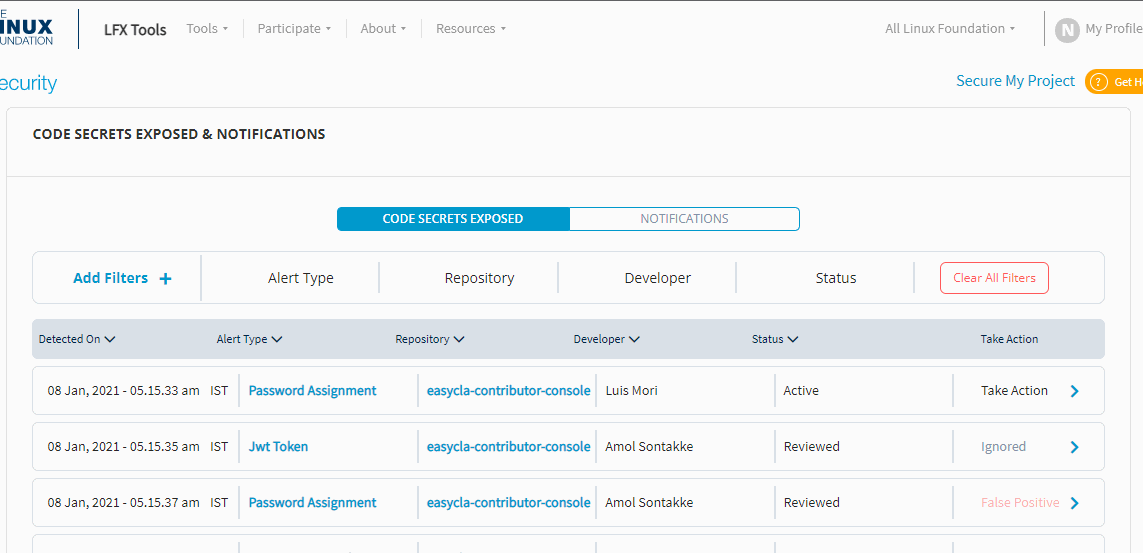 LINUX
FOUNDATION
LFX Tools
Tools
Participate
About
Resources
All Linux Foundation
N
My Profile
ecurity
Secure My Project
? Get H
CODE SECRETS EXPOSED & NOTIFICATIONS
CODE SECRETS EXPOSED
NOTIFICATIONS
Add Filters +
Alert Type
Repository
Developer
Status
Clear All Filters
Detected On
Alert Type
Repository
Developer
Status
Take Action
08 Jan, 2021 - 05.15.33 am IST
Password Assignment
easycla-contributor-console
Luis Mori
Active
Take Action
08 Jan, 2021 - 05.15.35 am IST
Jwt Token
easycla-contributor-console
Amol Sontakke
Reviewed
Ignored
08 Jan, 2021 - 05.15.37 am IST
Password Assignment
easycla-contributor-console
Amol Sontakke
Reviewed
False Positive